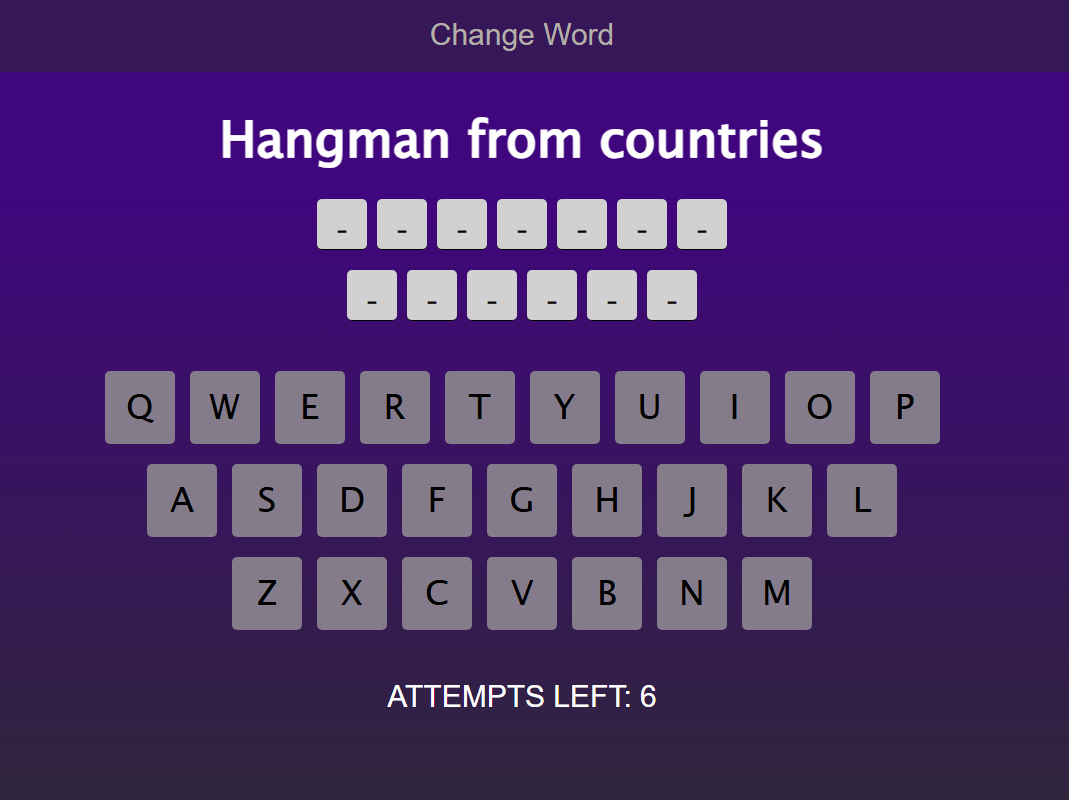 Change Word
Hangman from countries
- - - - - - -
- - - - - -
Q W E R T Y U I O P
A S D F G H J K L
Z X C V B N M
ATTEMPTS LEFT: 6